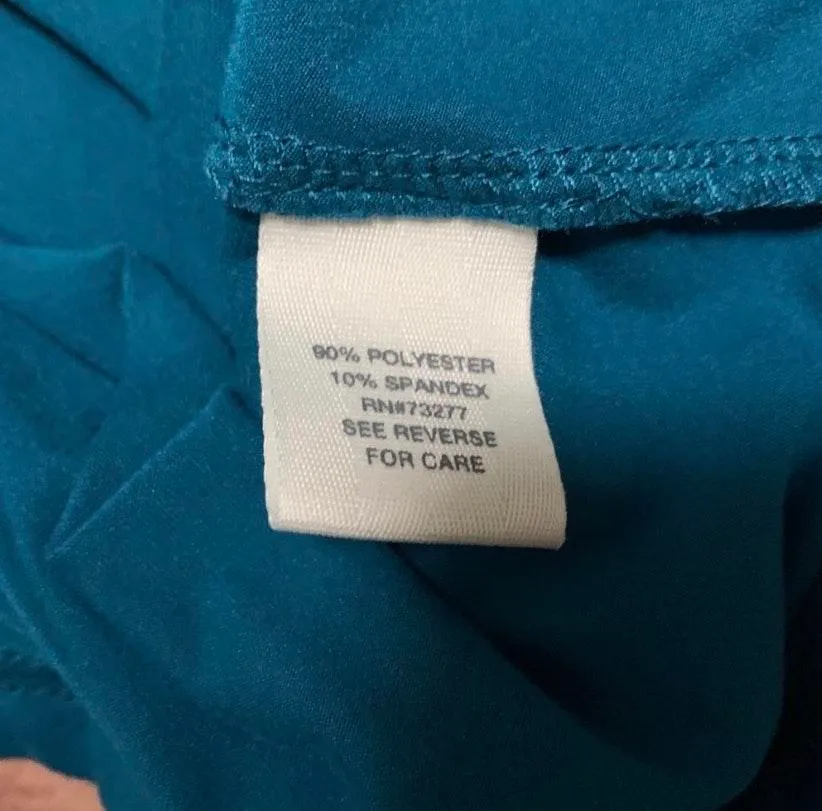 90% POLYESTER
10% SPANDEX
RN#73277
SEE REVERSE
FOR CARE